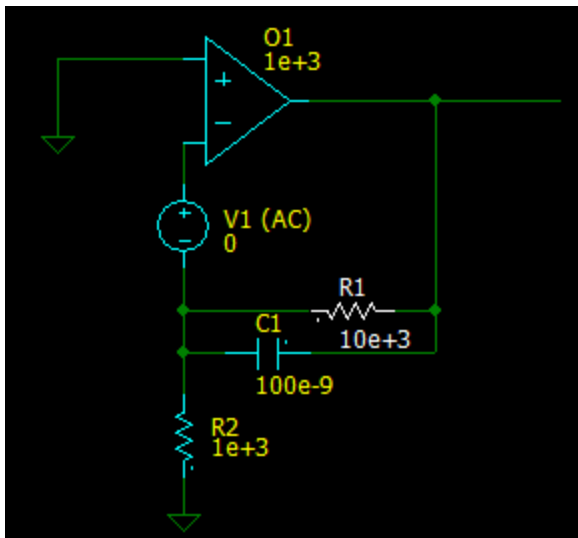 O1
1e+3
+
−
+
−
V1 (AC)
0
R1
10e+3
C1
100e-9
R2
1e+3